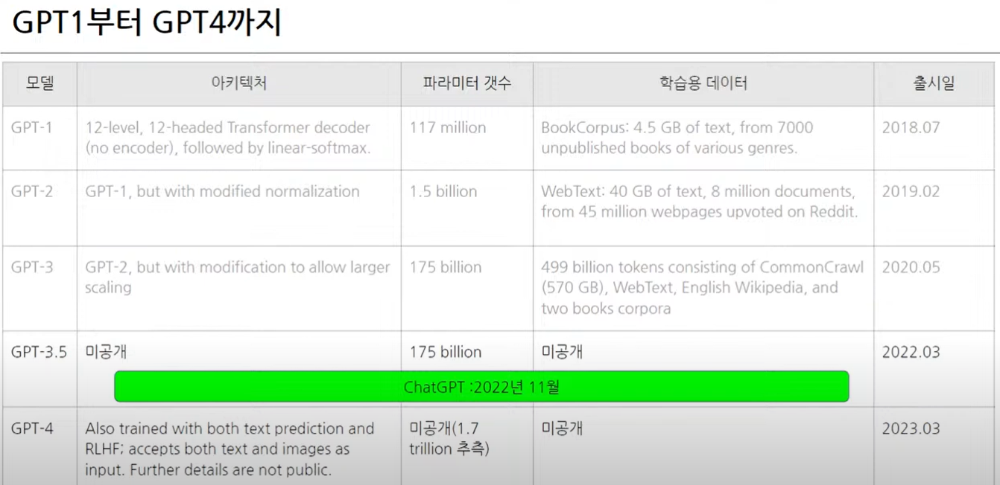 GPT1부터 GPT4까지
모델
아키텍처
파라미터 갯수
학습용 데이터
출시일
GPT-1
12-level, 12-headed Transformer decoder
(no encoder), followed by linear-softmax.
117 million
BookCorpus: 4.5 GB of text, from 7000
unpublished books of various genres.
2018.07
GPT-2
GPT-1, but with modified normalization
1.5 billion
WebText: 40 GB of text, 8 million documents,
from 45 million webpages upvoted on Reddit.
2019.02
GPT-3
GPT-2, but with modification to allow larger
scaling
175 billion
499 billion tokens consisting of CommonCrawl
(570 GB), WebText, English Wikipedia, and
two books corpora
2020.05
GPT-3.5
미공개
175 billion
미공개
2022.03
ChatGPT :2022년 11월
GPT-4
Also trained with both text prediction and
RLHF; accepts both text and images as
input. Further details are not public.
미공개(1.7
trillion 추측)
미공개
2023.03